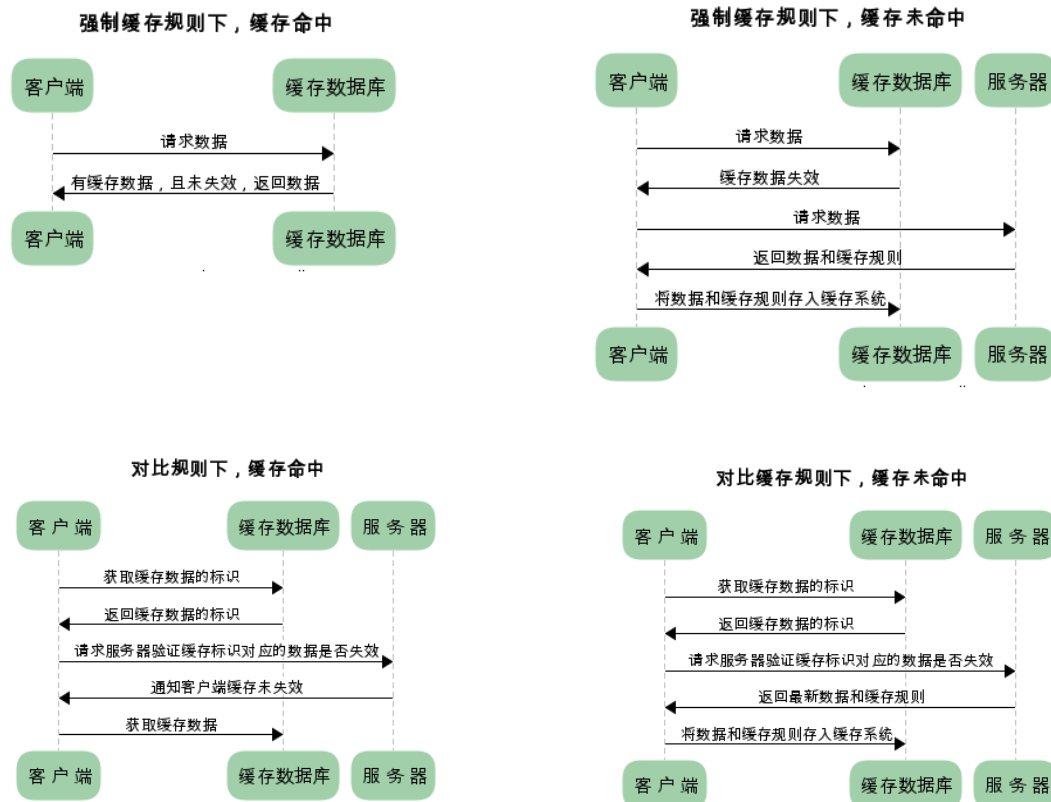 强制缓存规则下，缓存命中
客户端
缓存数据库
请求数据
有缓存数据，且未失效，返回数据
客户端
缓存数据库
强制缓存规则下，缓存未命中
客户端
缓存数据库
服务器
请求数据
缓存数据失效
请求数据
返回数据和缓存规则
将数据和缓存规则存入缓存系统
客户端
缓存数据库
服务器
对比规则下，缓存命中
客户端
缓存数据库
服务器
获取缓存数据的标识
返回缓存数据的标识
请求服务器验证缓存标识对应的数据是否失效
通知客户端缓存未失效
获取缓存数据
客户端
缓存数据库
服务器
对比缓存规则下，缓存未命中
客户端
缓存数据库
服务器
获取缓存数据的标识
返回缓存数据的标识
请求服务器验证缓存标识对应的数据是否失效
返回最新数据和缓存规则
将数据和缓存规则存入缓存系统
客户端
缓存数据库
服务器